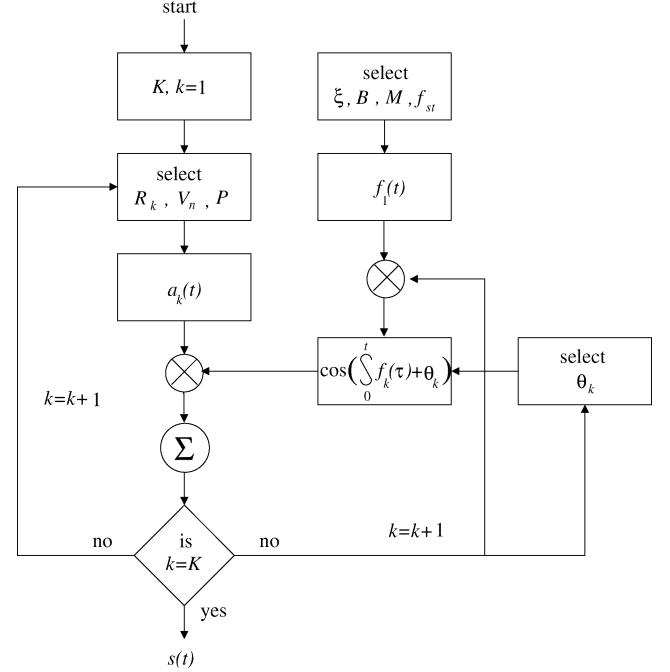 start
K, k=1
select
ξ, B , M , f_st
select
R_k , V_n , P
f_1(t)
a_k(t)
cos(∫_0^t f_k(τ)+θ_k)
select
θ_k
k=k+1
Σ
k=k+1
no
is
k=K
no
yes
s(t)